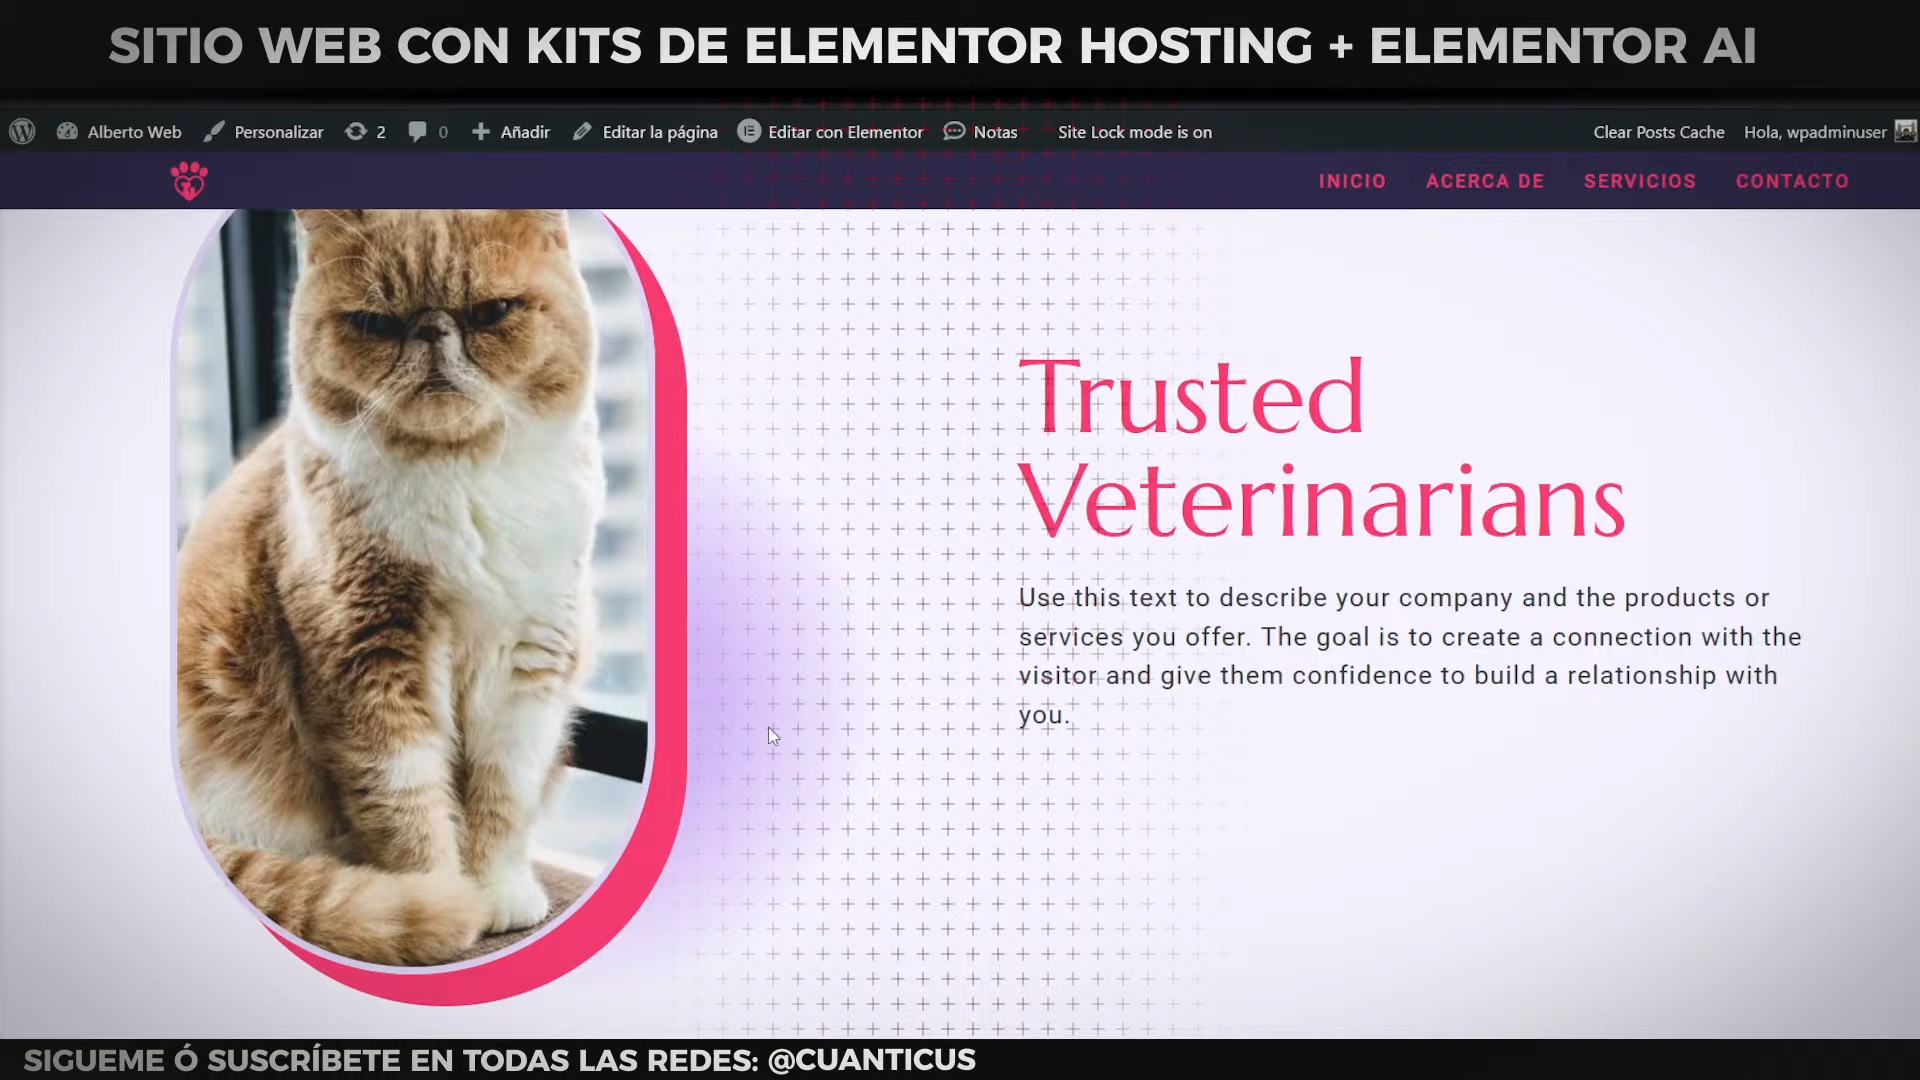 SITIO WEB CON KITS DE ELEMENTOR HOSTING + ELEMENTOR AI
Alberto Web Personalizar 2 0 Añadir Editar la página Editar con Elementor Notas Site Lock mode is on Clear Posts Cache Hola, wpadminuser
INICIO ACERCA DE SERVICIOS CONTACTO
Trusted
Veterinarians
Use this text to describe your company and the products or
services you offer. The goal is to create a connection with the
visitor and give them confidence to build a relationship with
you.
SIGUEME Ó SUSCRÍBETE EN TODAS LAS REDES: @CUANTICUS